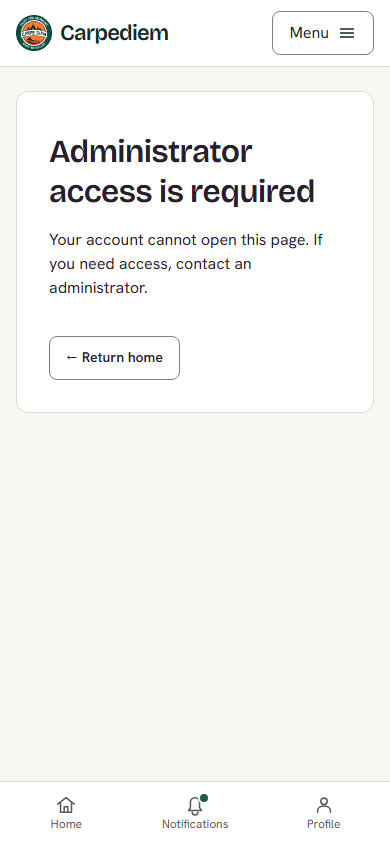 Carpediem
Menu
Administrator
access is required
Your account cannot open this page. If
you need access, contact an
administrator.
← Return home
Home
Notifications
Profile